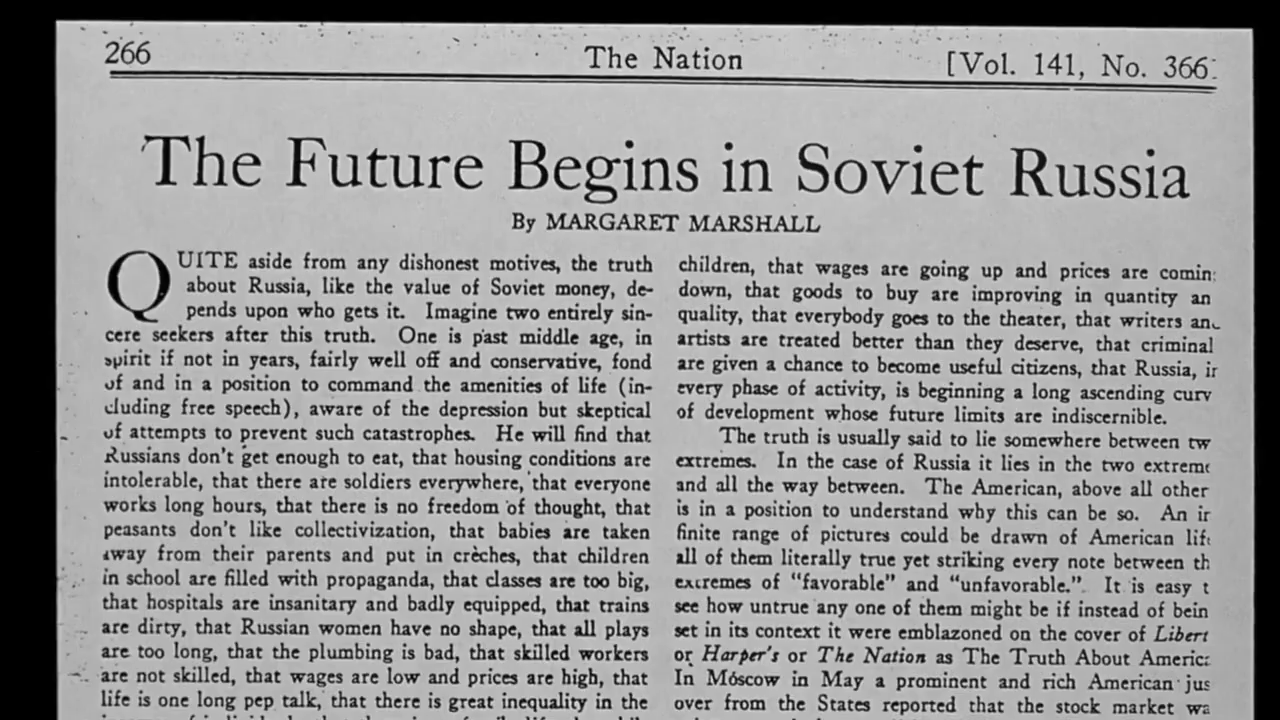 266
The Nation
[Vol. 141, No. 366
The Future Begins in Soviet Russia
By MARGARET MARSHALL
QUITE aside from any dishonest motives, the truth
about Russia, like the value of Soviet money, de-
pends upon who gets it. Imagine two entirely sin-
cere seekers after this truth. One is past middle age, in
spirit if not in years, fairly well off and conservative, fond
of and in a position to command the amenities of life (in-
cluding free speech), aware of the depression but skeptical
of attempts to prevent such catastrophes. He will find that
Russians don't get enough to eat, that housing conditions are
intolerable, that there are soldiers everywhere, that everyone
works long hours, that there is no freedom of thought, that
peasants don't like collectivization, that babies are taken
away from their parents and put in crèches, that children
in school are filled with propaganda, that classes are too big,
that hospitals are insanitary and badly equipped, that trains
are dirty, that Russian women have no shape, that all plays
are too long, that the plumbing is bad, that skilled workers
are not skilled, that wages are low and prices are high, that
life is one long pep talk, that there is great inequality in the
children, that wages are going up and prices are comin
down, that goods to buy are improving in quantity an
quality, that everybody goes to the theater, that writers an
artists are treated better than they deserve, that criminal
are given a chance to become useful citizens, that Russia, ir
every phase of activity, is beginning a long ascending curv
of development whose future limits are indiscernible.
The truth is usually said to lie somewhere between tw
extremes. In the case of Russia it lies in the two extreme
and all the way between. The American, above all other
is in a position to understand why this can be so. An ir
finite range of pictures could be drawn of American life
all of them literally true yet striking every note between th
extremes of "favorable" and "unfavorable." It is easy t
see how untrue any one of them might be if instead of bein
set in its context it were emblazoned on the cover of Libert
or Harper's or The Nation as The Truth About America
In Moscow in May a prominent and rich American jus
over from the States reported that the stock market wa